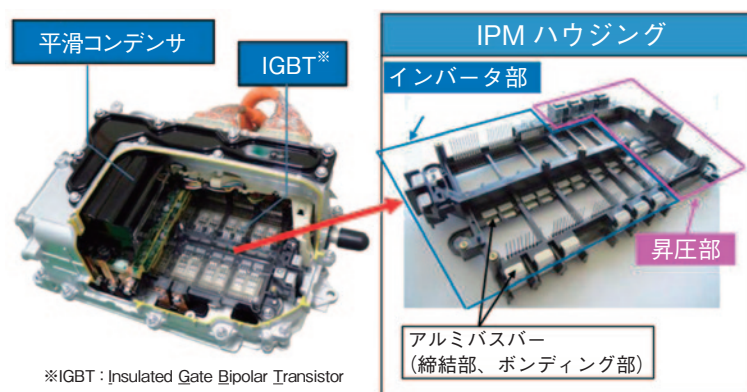 平滑コンデンサ
IGBT※
※IGBT : Insulated Gate Bipolar Transistor
IPM ハウジング
インバータ部
昇圧部
アルミバスバー
(締結部、ボンディング部)